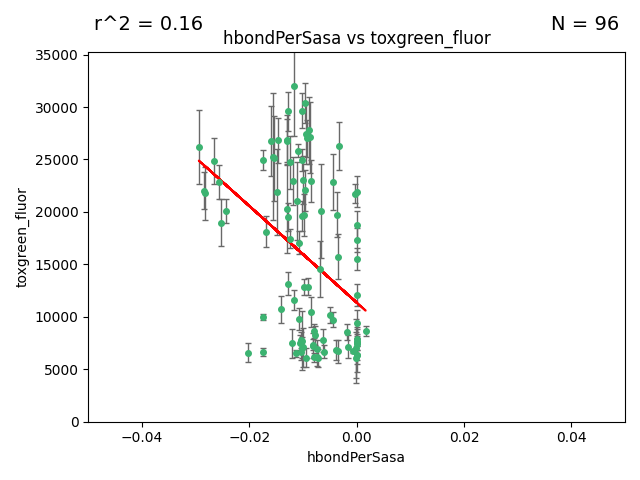 r^2 = 0.16
N = 96
hbondPerSasa vs toxgreen_fluor
35000
30000
25000
20000
15000
10000
5000
0
toxgreen_fluor
−0.04
−0.02
0.00
0.02
0.04
hbondPerSasa